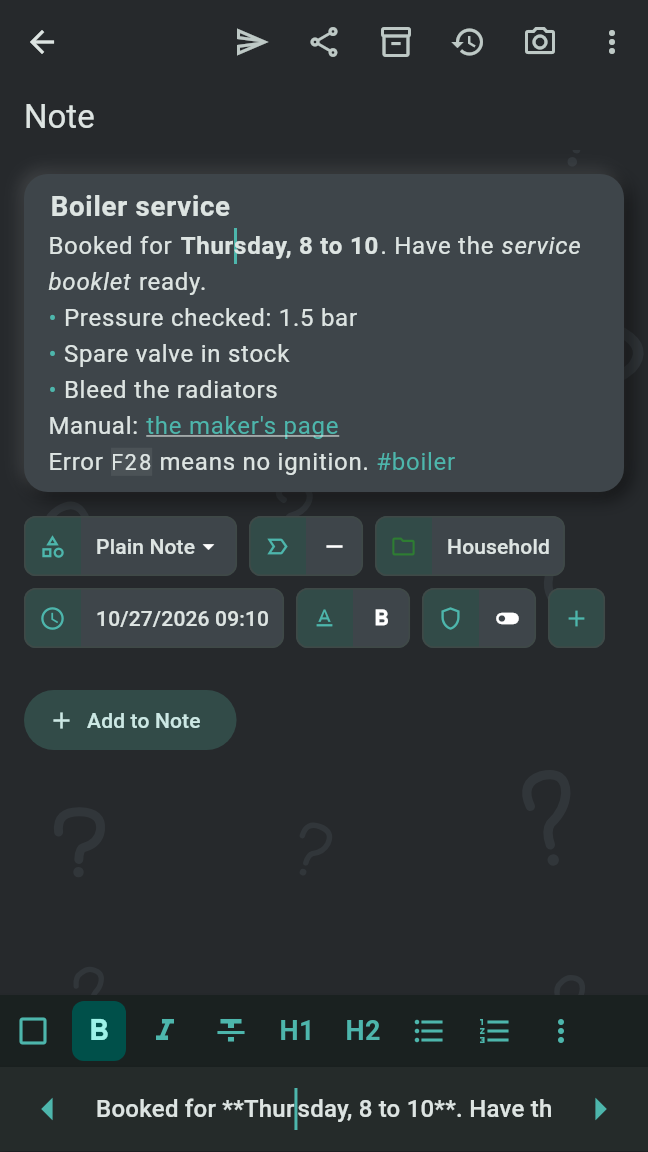 Note
Boiler service
Booked for Thursday, 8 to 10. Have the service
booklet ready.
• Pressure checked: 1.5 bar
• Spare valve in stock
• Bleed the radiators
Manual: the maker's page
Error F28 means no ignition. #boiler
Plain Note
Household
10/27/2026 09:10
A B
+ Add to Note
B I H1 H2
Booked for **Thursday, 8 to 10**. Have th